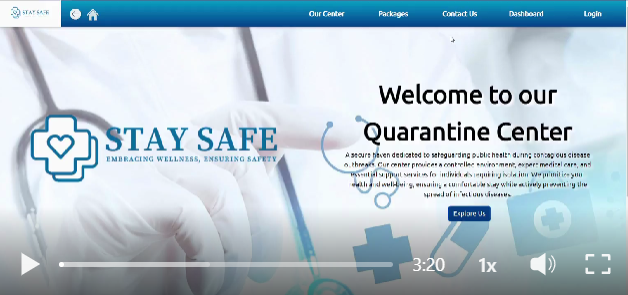 STAY SAFE
Our Center
Packages
Contact Us
Dashboard
Login
Welcome to our
Quarantine Center
STAY SAFE
EMBRACING WELLNESS, ENSURING SAFETY
A secure haven dedicated to safeguarding public health during contagious disease
outbreaks. Our center provides a controlled environment, expert medical care, and
essential support services for individuals requiring isolation. We prioritize you
health and well-being, ensuring a comfortable stay while actively preventing the
spread of infectious diseases.
Explore Us
3:20
1x